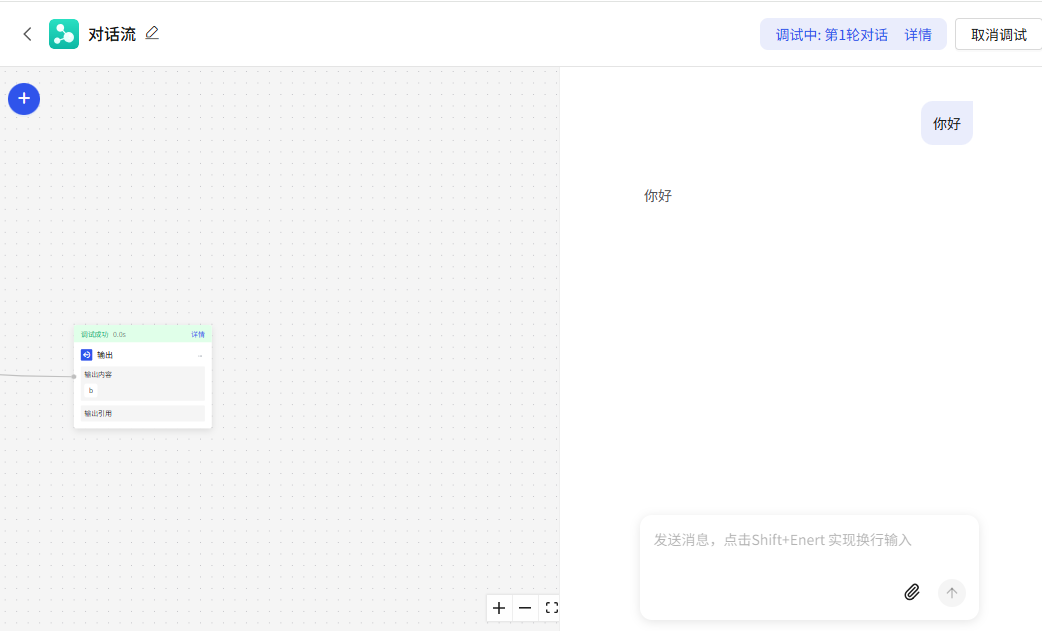 对话流
调试中: 第1轮对话 详情
取消调试
你好
你好
调试成功 0.0s 详情
输出
输出内容
b
输出引用
发送消息，点击Shift+Enert 实现换行输入